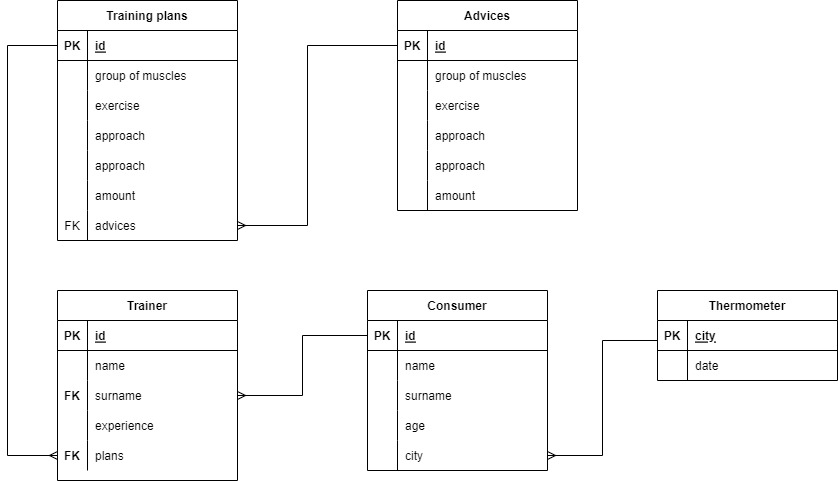 Training plans
PK id
group of muscles
exercise
approach
approach
amount
FK advices
Advices
PK id
group of muscles
exercise
approach
approach
amount
Trainer
PK id
name
FK surname
experience
FK plans
Consumer
PK id
name
surname
age
city
Thermometer
PK city
date